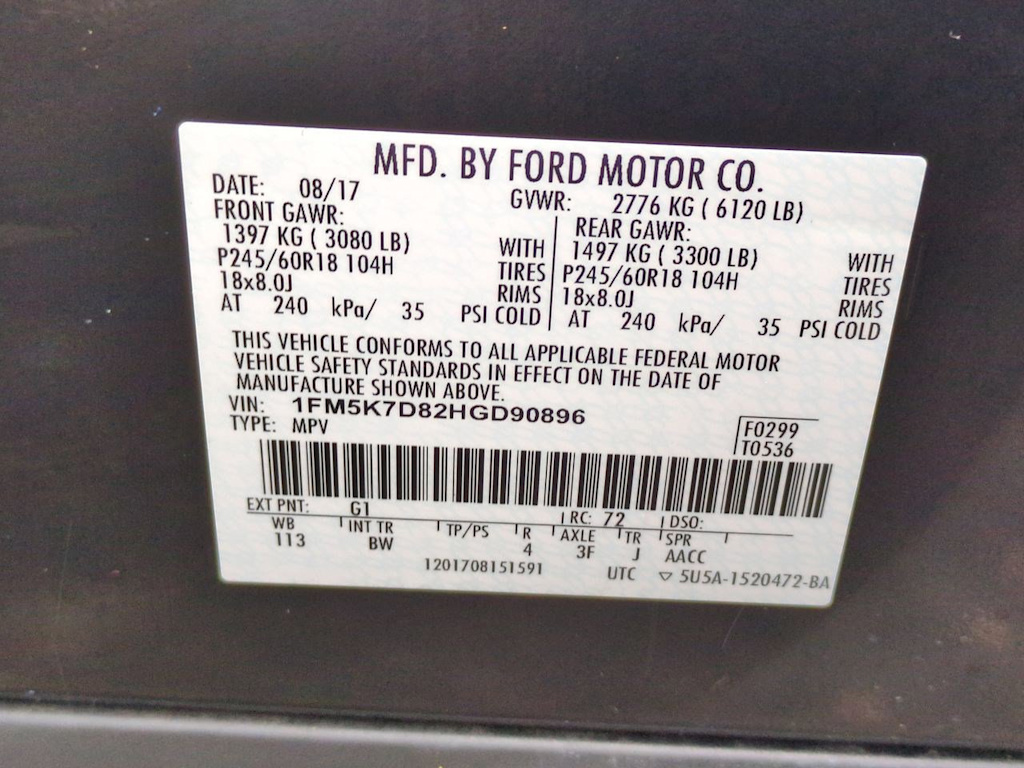 MFD. BY FORD MOTOR CO.
DATE: 08/17 GVWR: 2776 KG ( 6120 LB)
FRONT GAWR: REAR GAWR:
1397 KG ( 3080 LB) WITH 1497 KG ( 3300 LB) WITH
P245/60R18 104H TIRES P245/60R18 104H TIRES
18x8.0J RIMS 18x8.0J RIMS
AT 240 kPa/ 35 PSI COLD AT 240 kPa/ 35 PSI COLD
THIS VEHICLE CONFORMS TO ALL APPLICABLE FEDERAL MOTOR
VEHICLE SAFETY STANDARDS IN EFFECT ON THE DATE OF
MANUFACTURE SHOWN ABOVE.
VIN: 1FM5K7D82HGD90896
TYPE: MPV
F0299
T0536
EXT PNT: G1 RC: 72 DSO:
WB INT TR TP/PS R AXLE TR SPR
113 BW 4 3F J AACC
1201708151591 UTC ▽ 5U5A-1520472-BA